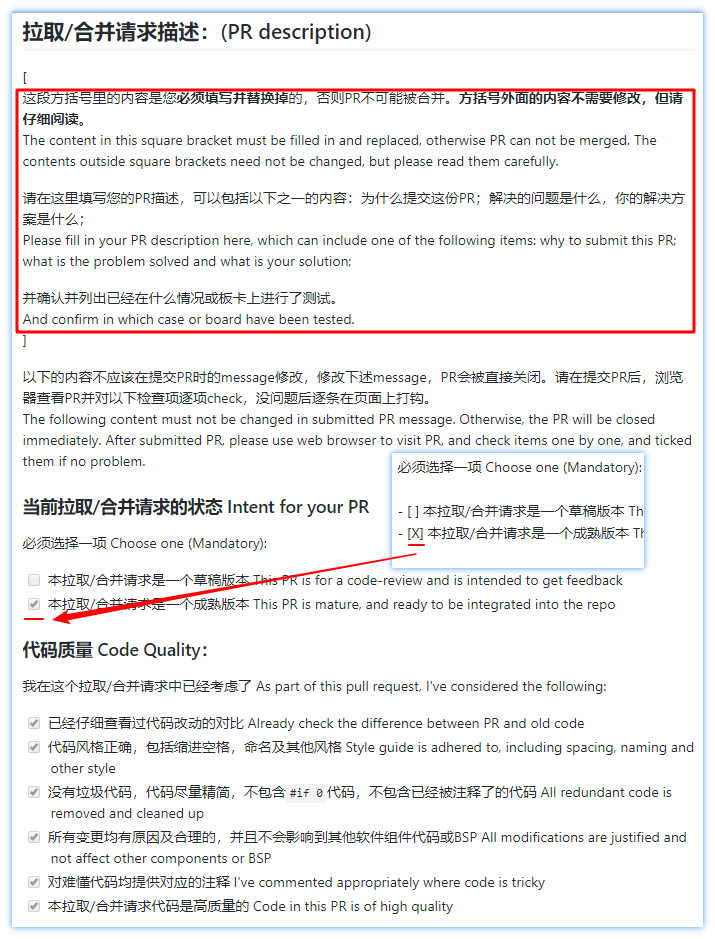 拉取/合并请求描述：(PR description)
[
这段方括号里的内容是您必须填写并替换掉的，否则PR不可能被合并。方括号外面的内容不需要修改，但请
仔细阅读。
The content in this square bracket must be filled in and replaced, otherwise PR can not be merged. The
contents outside square brackets need not be changed, but please read them carefully.
请在这里填写您的PR描述，可以包括以下之一的内容：为什么提交这份PR；解决的问题是什么，你的解决方
案是什么；
Please fill in your PR description here, which can include one of the following items: why to submit this PR;
what is the problem solved and what is your solution;
并确认并列出已经在什么情况或板卡上进行了测试。
And confirm in which case or board have been tested.
]
以下的内容不应该在提交PR时的message修改，修改下述message，PR会被直接关闭。请在提交PR后，浏览
器查看PR并对以下检查项逐项check，没问题后逐条在页面上打钩。
The following content must not be changed in submitted PR message. Otherwise, the PR will be closed
immediately. After submitted PR, please use web browser to visit PR, and check items one by one, and ticked
them if no problem.
必须选择一项 Choose one (Mandatory):
- [ ] 本拉取/合并请求是一个草稿版本 Th
- [X] 本拉取/合并请求是一个成熟版本 Th
当前拉取/合并请求的状态 Intent for your PR
必须选择一项 Choose one (Mandatory):
本拉取/合并请求是一个草稿版本 This PR is for a code-review and is intended to get feedback
本拉取/合并请求是一个成熟版本 This PR is mature, and ready to be integrated into the repo
代码质量 Code Quality：
我在这个拉取/合并请求中已经考虑了 As part of this pull request, I've considered the following:
已经仔细查看过代码改动的对比 Already check the difference between PR and old code
代码风格正确，包括缩进空格，命名及其他风格 Style guide is adhered to, including spacing, naming and
other style
没有垃圾代码，代码尽量精简，不包含 #if 0 代码，不包含已经被注释了的代码 All redundant code is
removed and cleaned up
所有变更均有原因及合理的，并且不会影响到其他软件组件代码或BSP All modifications are justified and
not affect other components or BSP
对难懂代码均提供对应的注释 I've commented appropriately where code is tricky
本拉取/合并请求代码是高质量的 Code in this PR is of high quality